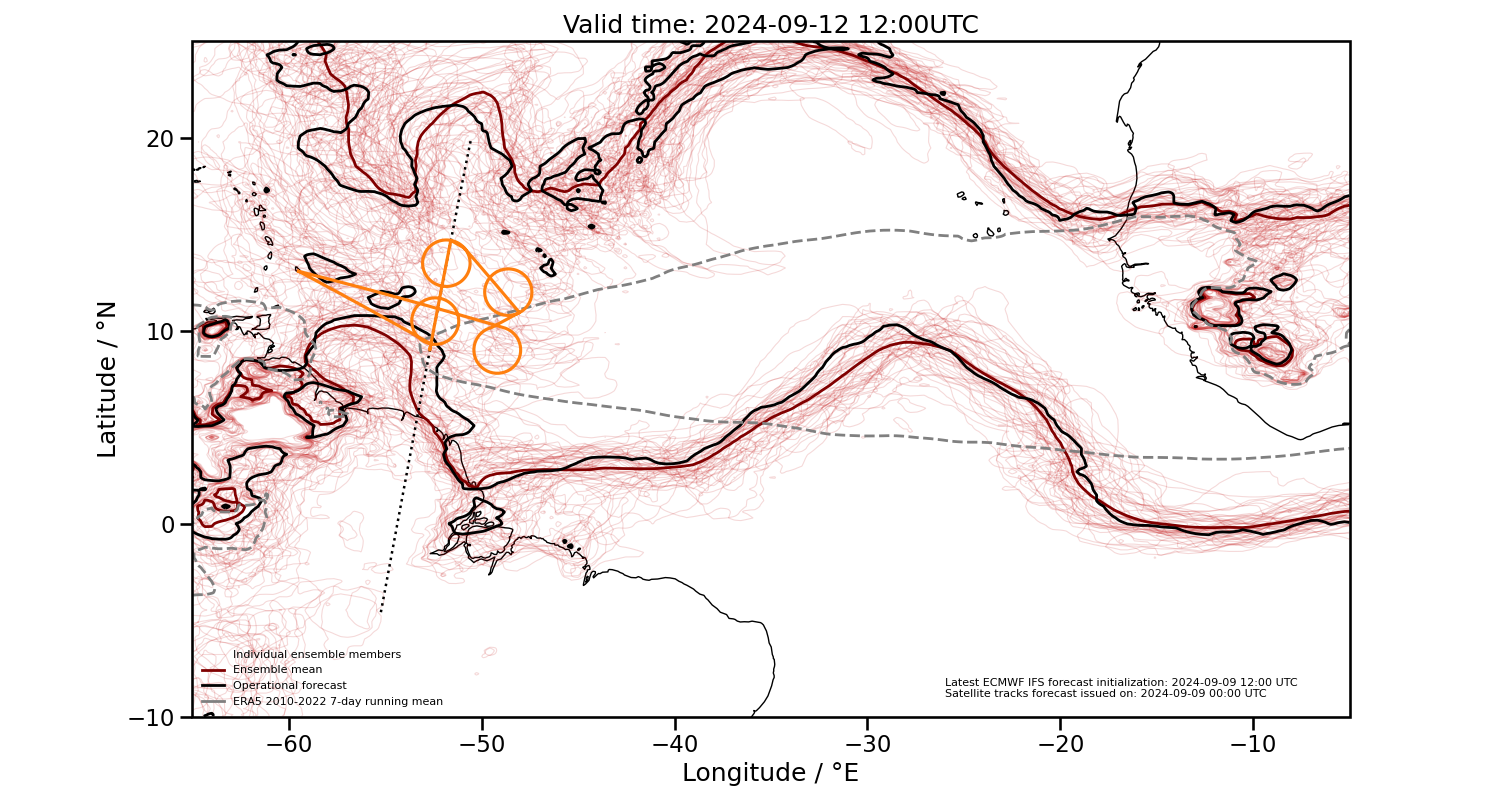 Valid time: 2024-09-12 12:00UTC
20
10
0
−10
Latitude / °N
Individual ensemble members
Ensemble mean
Operational forecast
ERA5 2010-2022 7-day running mean
Latest ECMWF IFS forecast initialization: 2024-09-09 12:00 UTC
Satellite tracks forecast issued on: 2024-09-09 00:00 UTC
−60
−50
−40
−30
−20
−10
Longitude / °E